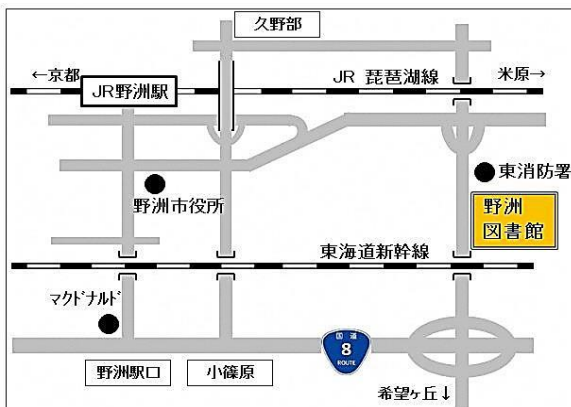 久野部
←京都
JR 琵琶湖線
米原→
JR野洲駅
東消防署
野洲市役所
野洲
図書館
東海道新幹線
マクドナルド
国道
8
ROUTE
野洲駅口
小篠原
希望ヶ丘↓